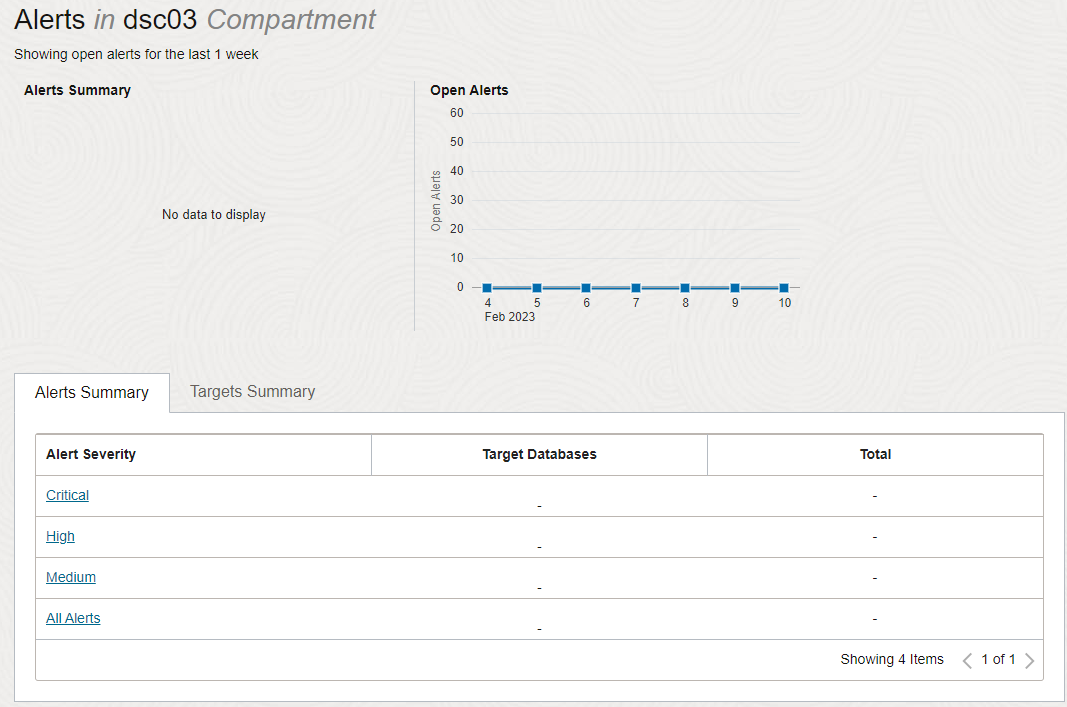 Alerts in dsc03 Compartment
Showing open alerts for the last 1 week
Alerts Summary
No data to display
Open Alerts
Open Alerts
60
50
40
30
20
10
0
4 5 6 7 8 9 10
Feb 2023
Alerts Summary Targets Summary
Alert Severity Target Databases Total
Critical - -
High - -
Medium - -
All Alerts - -
Showing 4 Items 1 of 1